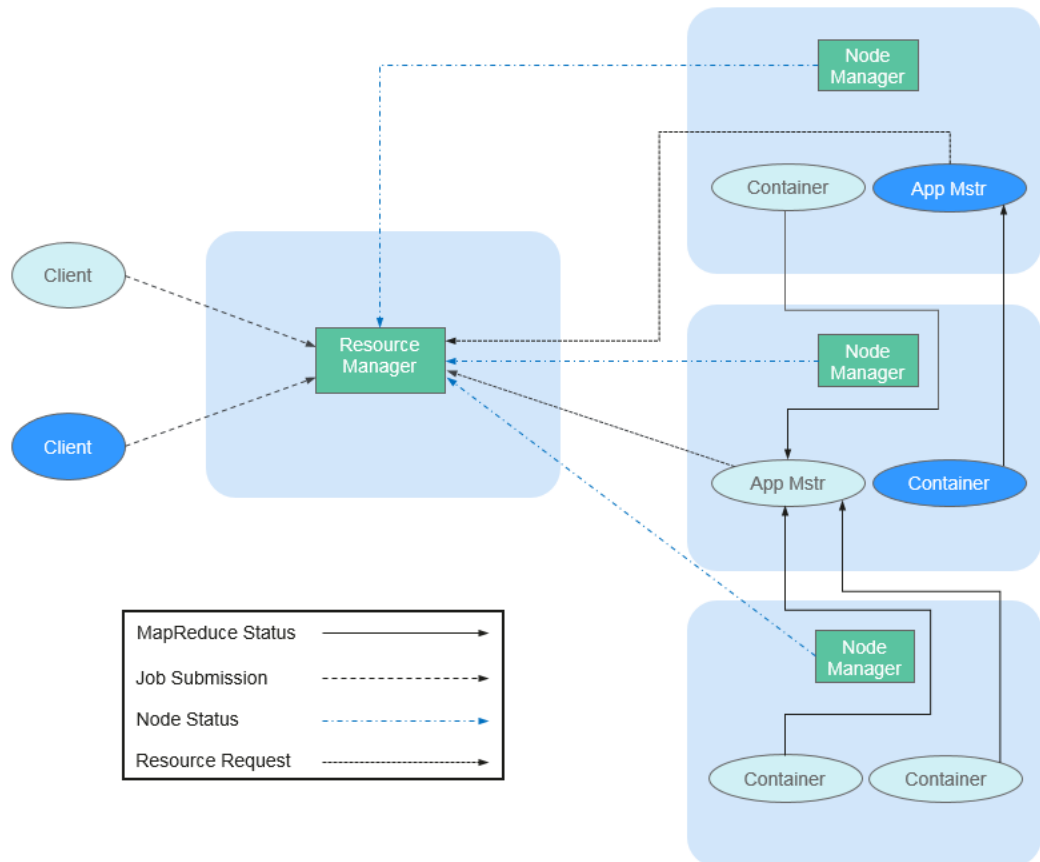 Node
Manager
Container
App Mstr
Client
Resource
Manager
Node
Manager
Client
App Mstr
Container
MapReduce Status
Job Submission
Node Status
Resource Request
Node
Manager
Container
Container